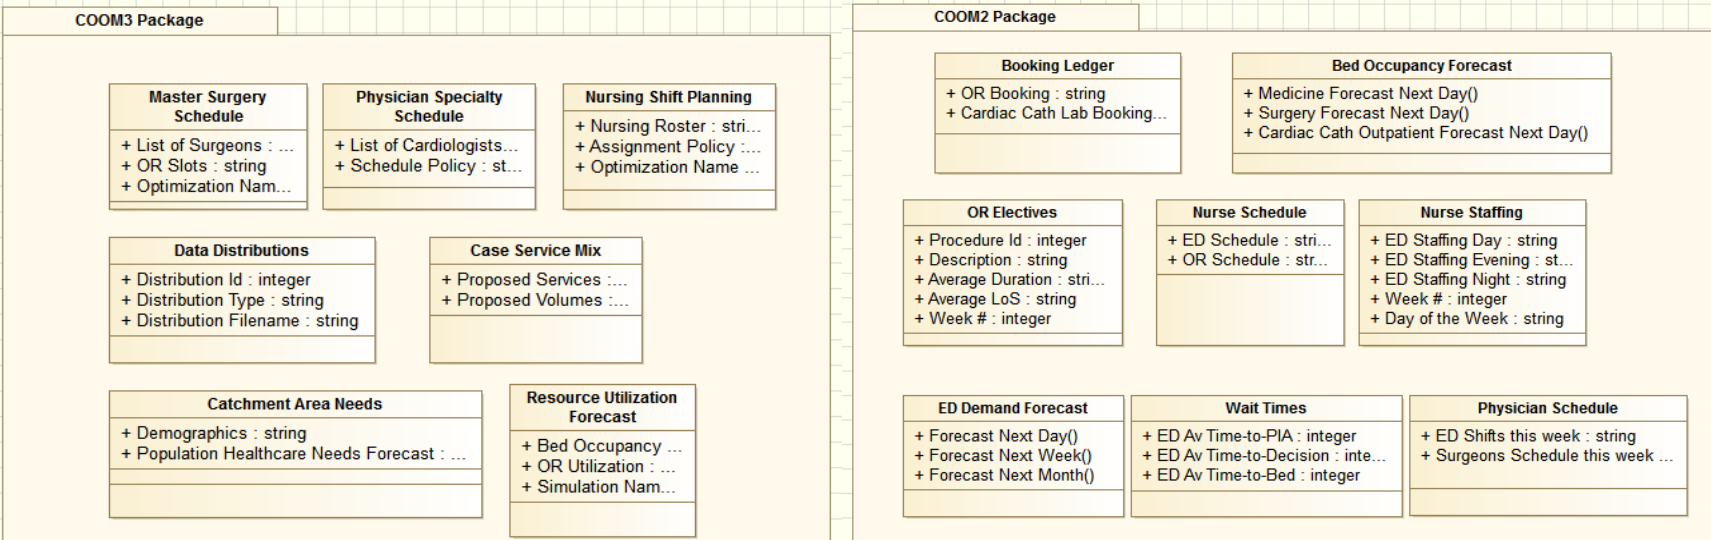 COOM3 Package
Master Surgery
Schedule
+ List of Surgeons : ...
+ OR Slots : string
+ Optimization Nam...
Physician Specialty
Schedule
+ List of Cardiologists...
+ Schedule Policy : st...
Nursing Shift Planning
+ Nursing Roster : stri...
+ Assignment Policy :...
+ Optimization Name ...
Data Distributions
+ Distribution Id : integer
+ Distribution Type : string
+ Distribution Filename : string
Case Service Mix
+ Proposed Services :...
+ Proposed Volumes :...
Catchment Area Needs
+ Demographics : string
+ Population Healthcare Needs Forecast : ...
Resource Utilization
Forecast
+ Bed Occupancy ...
+ OR Utilization : ...
+ Simulation Nam...
COOM2 Package
Booking Ledger
+ OR Booking : string
+ Cardiac Cath Lab Booking...
Bed Occupancy Forecast
+ Medicine Forecast Next Day()
+ Surgery Forecast Next Day()
+ Cardiac Cath Outpatient Forecast Next Day()
OR Electives
+ Procedure Id : integer
+ Description : string
+ Average Duration : stri...
+ Average LoS : string
+ Week # : integer
Nurse Schedule
+ ED Schedule : stri...
+ OR Schedule : str...
Nurse Staffing
+ ED Staffing Day : string
+ ED Staffing Evening : st...
+ ED Staffing Night : string
+ Week # : integer
+ Day of the Week : string
ED Demand Forecast
+ Forecast Next Day()
+ Forecast Next Week()
+ Forecast Next Month()
Wait Times
+ ED Av Time-to-PIA : integer
+ ED Av Time-to-Decision : inte...
+ ED Av Time-to-Bed : integer
Physician Schedule
+ ED Shifts this week : string
+ Surgeons Schedule this week ...